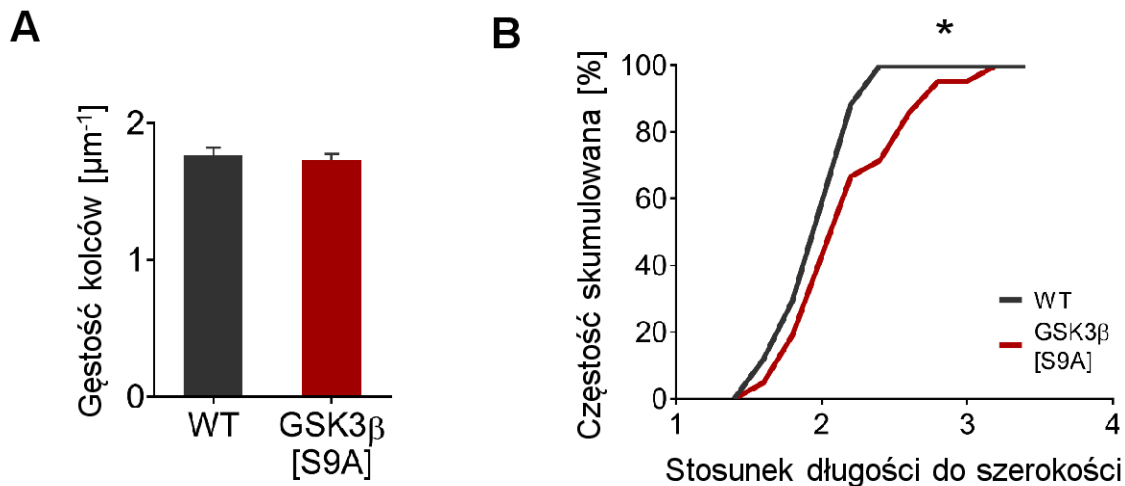 A
Gęstość kolców [µm⁻¹]
2
1
0
WT
GSK3β
[S9A]
B
*
Częstość skumulowana [%]
100
80
60
40
20
0
1
2
3
4
WT
GSK3β
[S9A]
Stosunek długości do szerokości